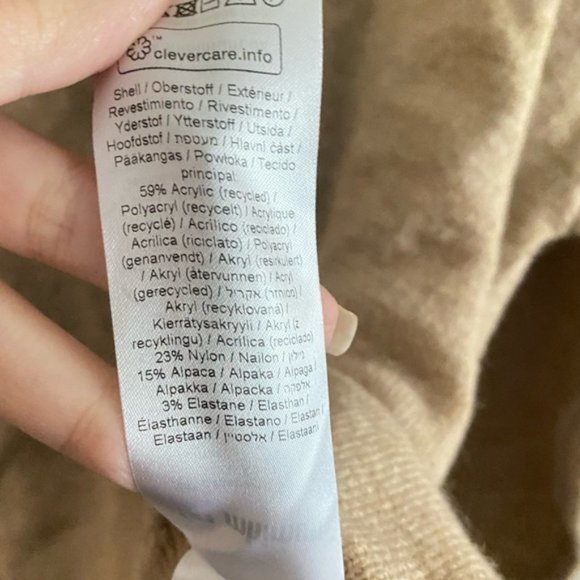 clevercare.info
Shell / Oberstoff / Extérieur /
Revestimiento / Rivestimento /
Yderstof / Ytterstoff / Utsida /
Hoofdstof / מעטפת / Hlavní část /
Pääkangas / Powłoka / Tecido
principal:
59% Acrylic (recycled) /
Polyacryl (recycelt) / Acrylique
(recyclé) / Acrílico (reciclado) /
Acrilica (riciclato) / Polyacryl
(genanvendt) / Akryl (resirkulert)
/ Akryl (återvunnen) / Acryl
(gerecycled) / אקריל (ממוחזר) /
Akryl (recyklovaná) /
Kierrätysakryyli / Akryl (z
recyklingu) / Acrílica (reciclado)
23% Nylon / Nailon / ניילון
15% Alpaca / Alpaka / Alpaga /
Alpakka / Alpacka / אלפקה
3% Elastane / Elasthan /
Élasthanne / Elastano / Elastan /
Elastaan / אלסטיין / Elastaani